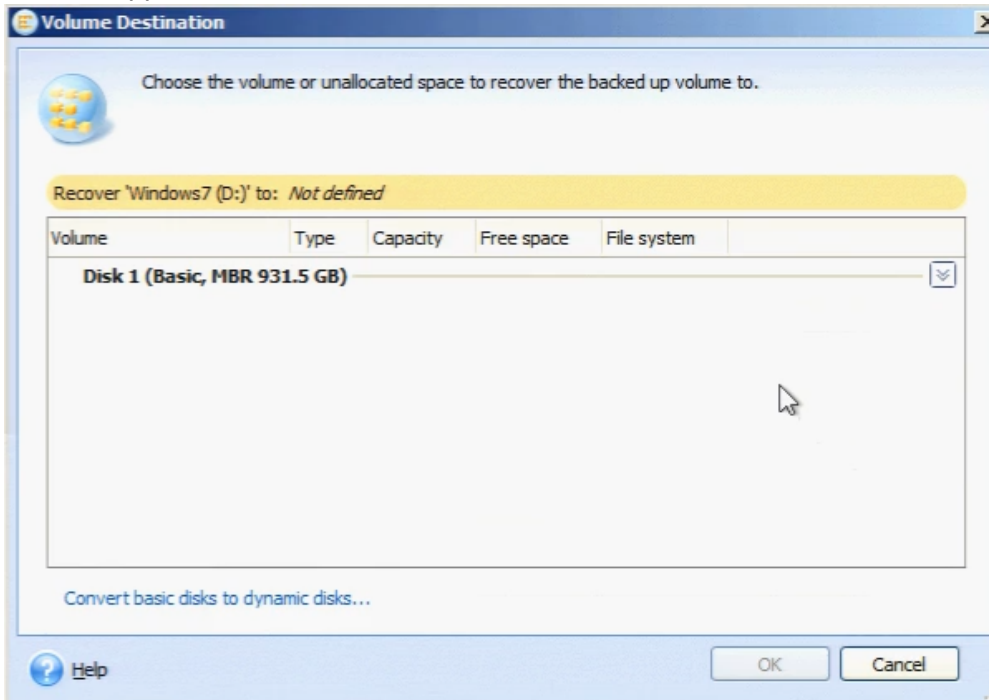 Volume Destination
Choose the volume or unallocated space to recover the backed up volume to.
Recover 'Windows7 (D:)' to: Not defined
Volume Type Capacity Free space File system
Disk 1 (Basic, MBR 931.5 GB)
Convert basic disks to dynamic disks...
Help OK Cancel